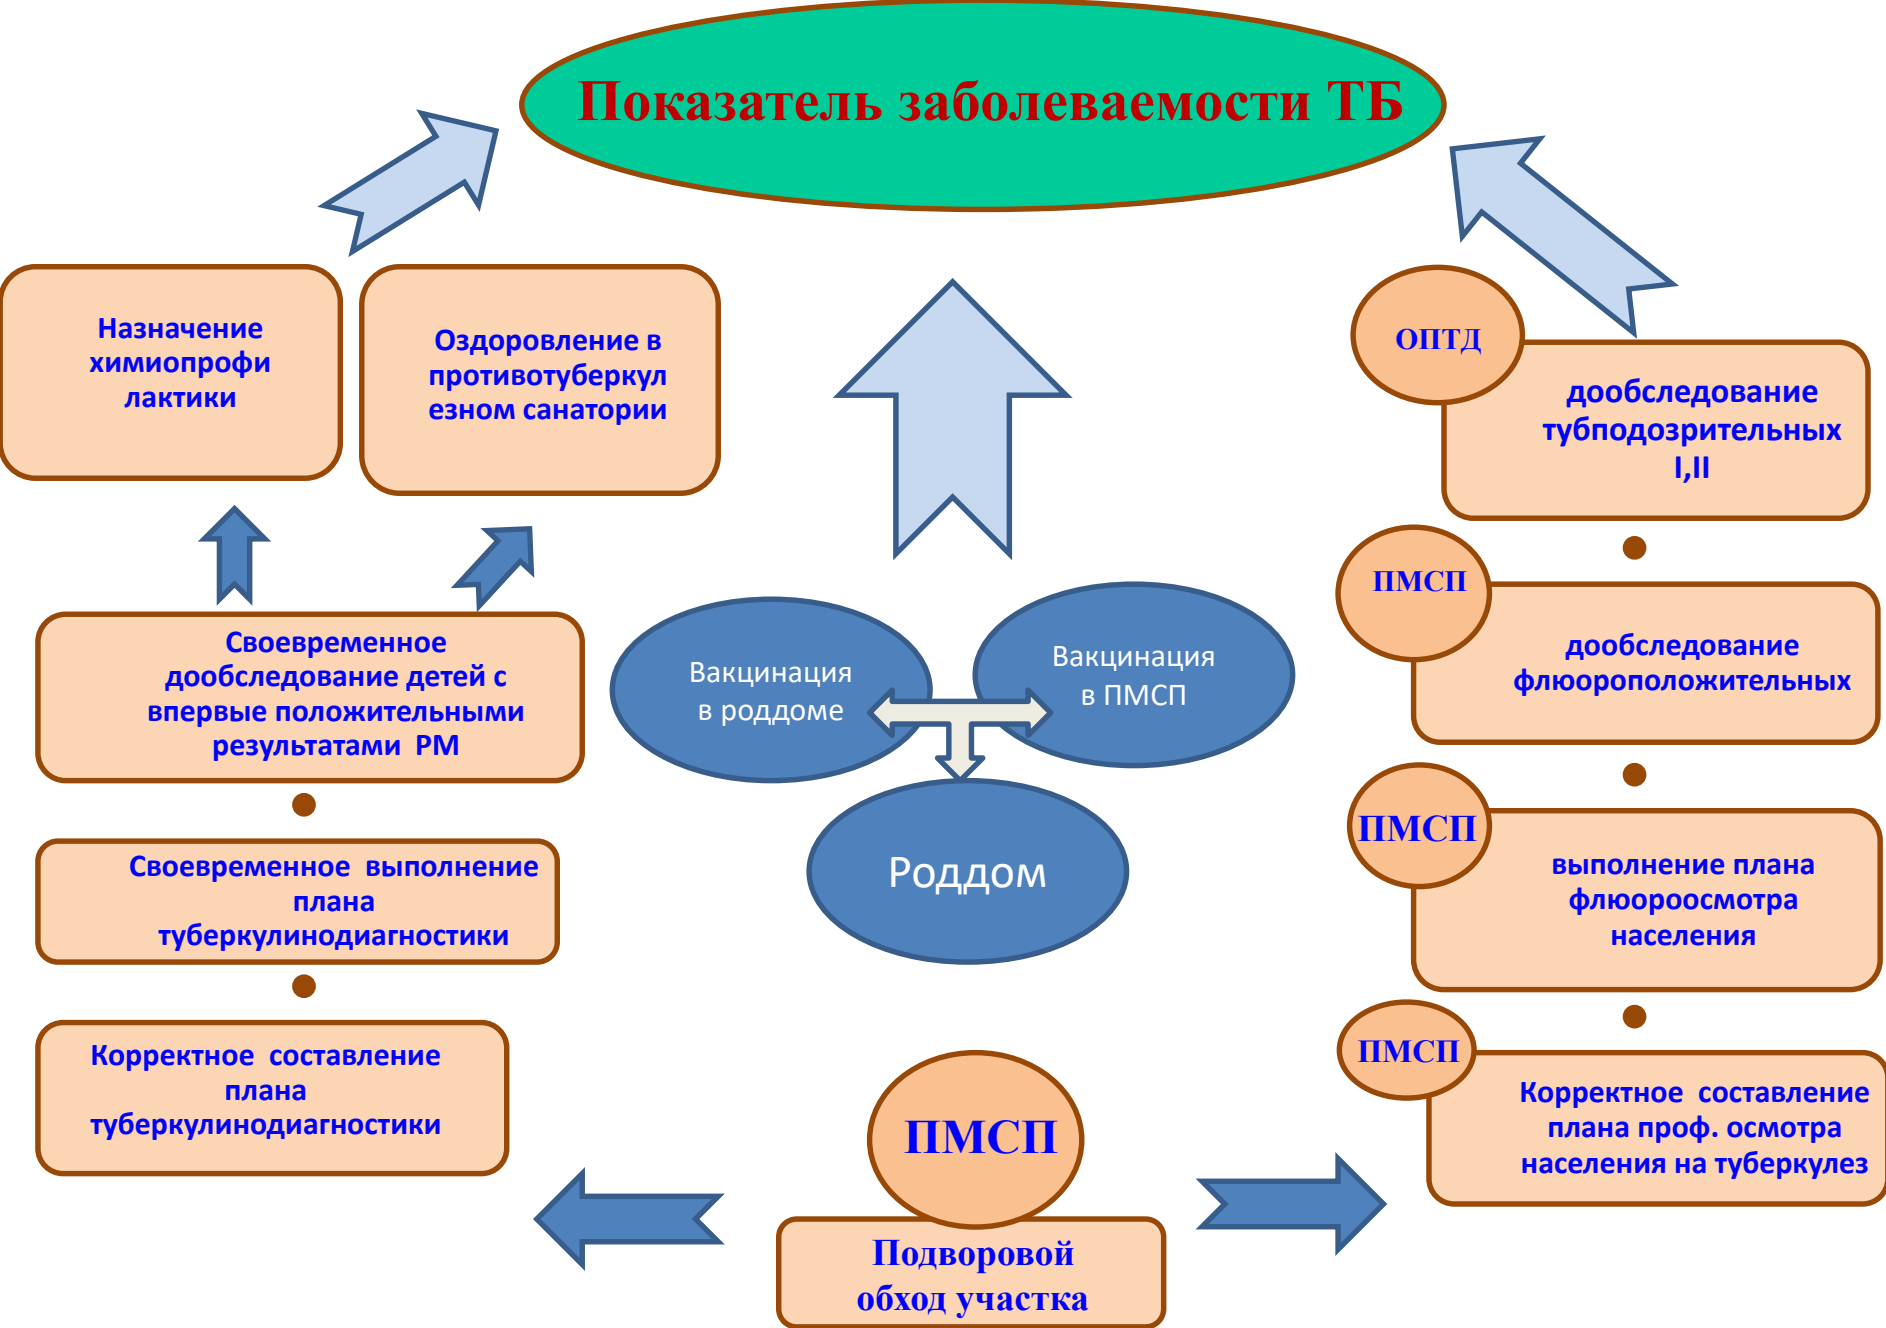 Показатель заболеваемости ТБ
Назначение
химиопрофи
лактики
Оздоровление в
противотуберкул
езном санатории
ОПТД
дообследование
тубподозрительных
I,II
Своевременное
дообследование детей с
впервые положительными
результатами РМ
Вакцинация
в роддоме
Вакцинация
в ПМСП
Роддом
ПМСП
дообследование
флюороположительных
Своевременное выполнение
плана
туберкулинодиагностики
ПМСП
выполнение плана
флюороосмотра
населения
Корректное составление
плана
туберкулинодиагностики
ПМСП
Подворовой
обход участка
ПМСП
Корректное составление
плана проф. осмотра
населения на туберкулез